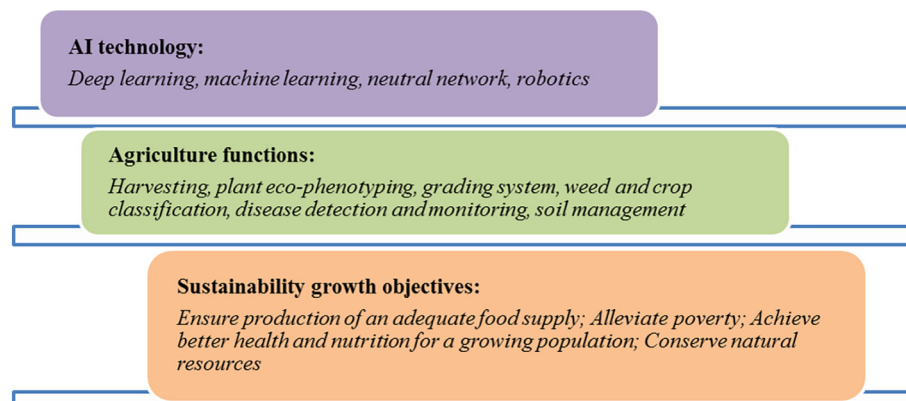 AI technology:
Deep learning, machine learning, neutral network, robotics
Agriculture functions:
Harvesting, plant eco-phenotyping, grading system, weed and crop
classification, disease detection and monitoring, soil management
Sustainability growth objectives:
Ensure production of an adequate food supply; Alleviate poverty; Achieve
better health and nutrition for a growing population; Conserve natural
resources